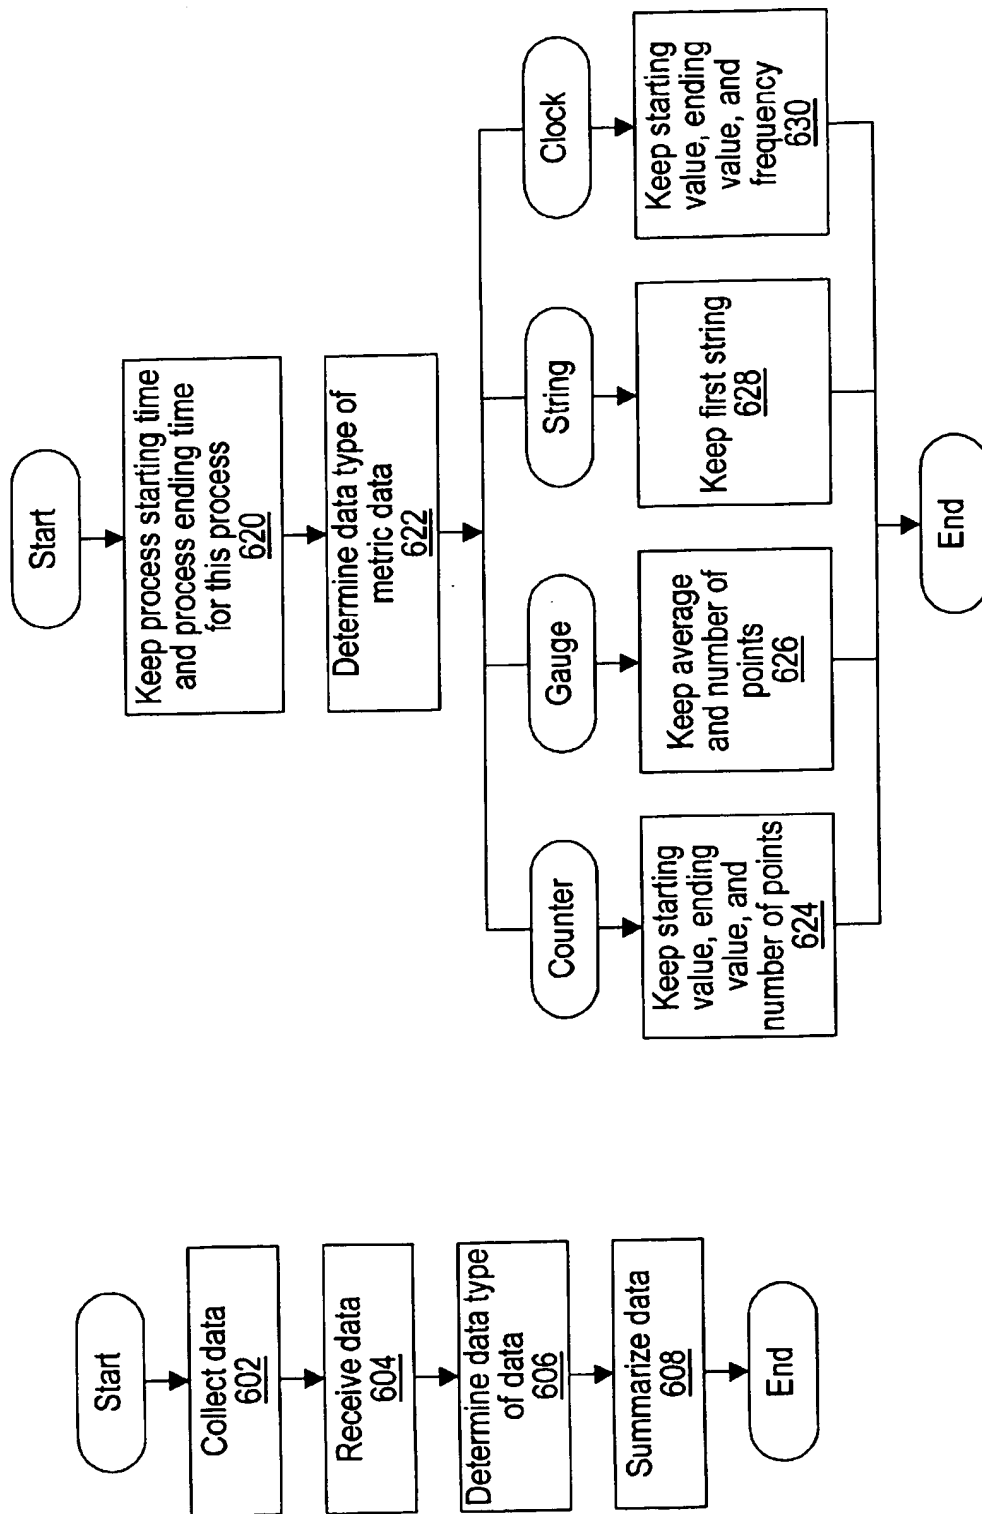 Start
Collect data
602
Receive data
604
Determine data type
of data
606
Summarize data
608
End
Start
Keep process starting time
and process ending time
for this process
620
Determine data type of
metric data
622
Counter
Keep starting
value, ending
value, and
number of points
624
Gauge
Keep average
and number of
points
626
String
Keep first string
628
Clock
Keep starting
value, ending
value, and
frequency
630
End